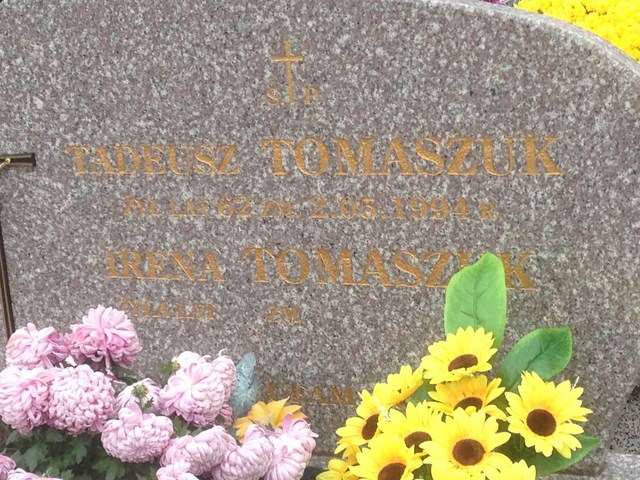 Ś. P.
TADEUSZ TOMASZUK
ŻYŁ LAT 62 ZM. 2.05.1994 R.
IRENA TOMASZUK
ŻYŁA LAT ZM.